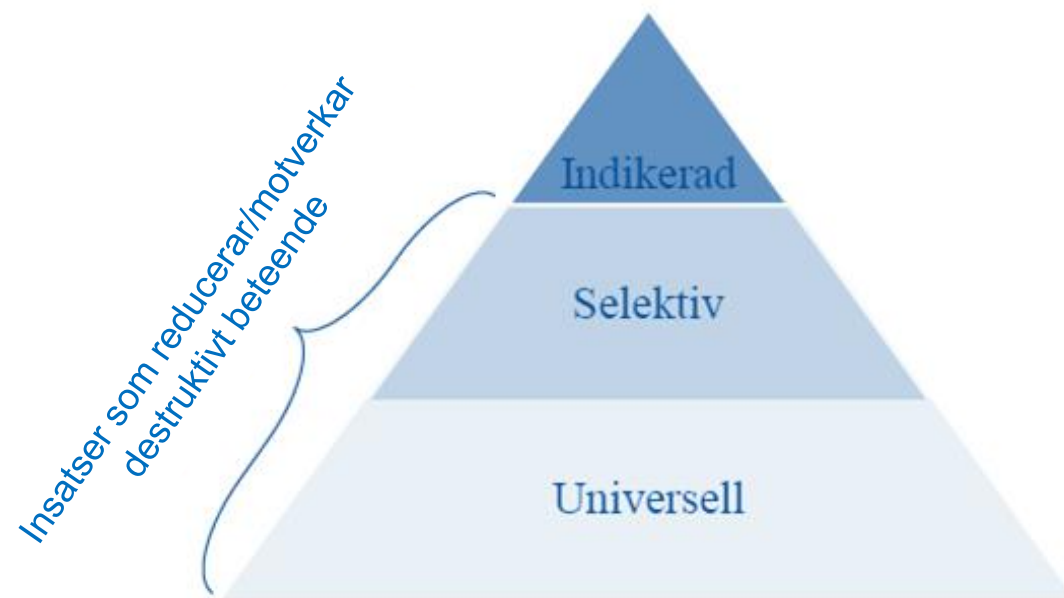 Insatser som reducerar/motverkar
destruktivt beteende
Indikerad
Selektiv
Universell